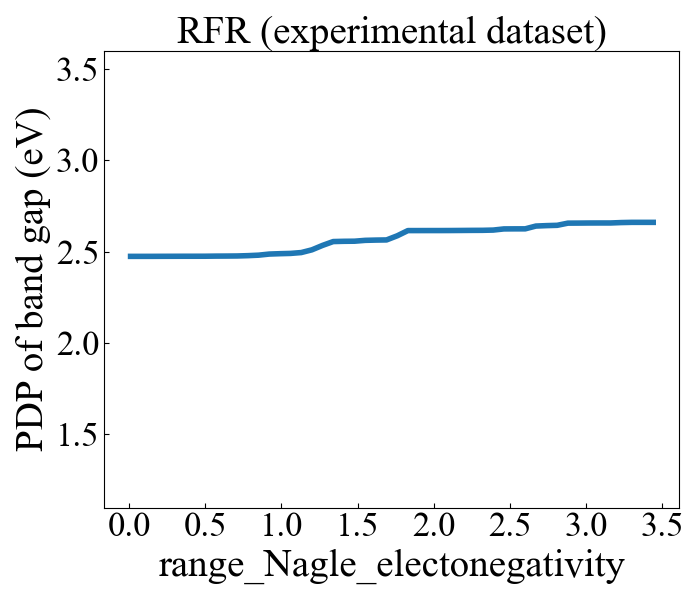 RFR (experimental dataset)
PDP of band gap (eV)
3.5
3.0
2.5
2.0
1.5
0.0 0.5 1.0 1.5 2.0 2.5 3.0 3.5
range_Nagle_electonegativity